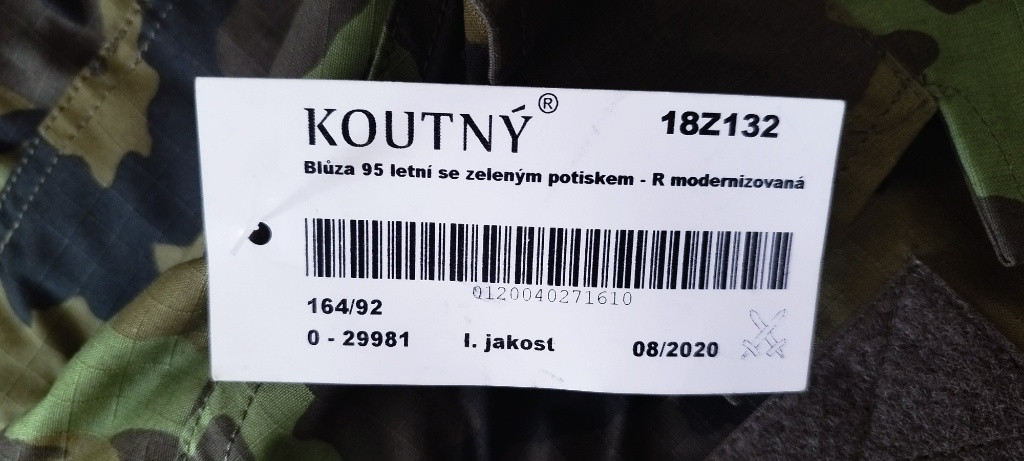 KOUTNÝ®
18Z132
Blůza 95 letní se zeleným potiskem - R modernizovaná
0120040271610
164/92
0 - 29981
I. jakost
08/2020